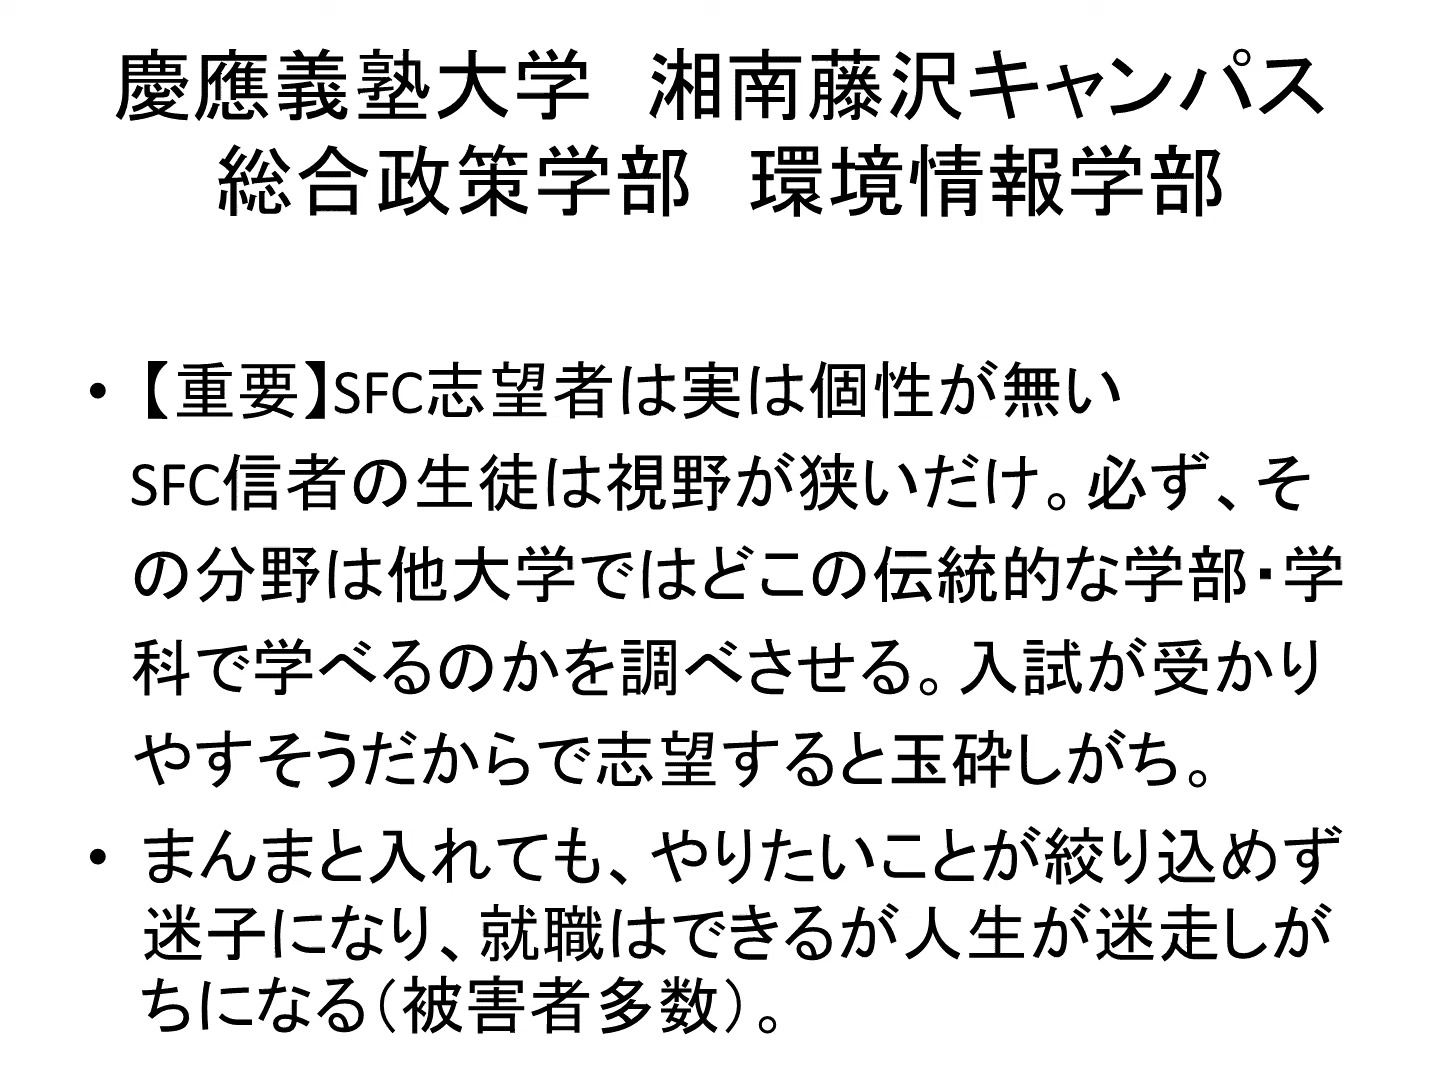 慶應義塾大学　湘南藤沢キャンパス
総合政策学部　環境情報学部
• 【重要】SFC志望者は実は個性が無い
SFC信者の生徒は視野が狭いだけ。必ず、そ
の分野は他大学ではどこの伝統的な学部・学
科で学べるのかを調べさせる。入試が受かり
やすそうだからで志望すると玉砕しがち。
• まんまと入れても、やりたいことが絞り込めず
迷子になり、就職はできるが人生が迷走しが
ちになる（被害者多数）。